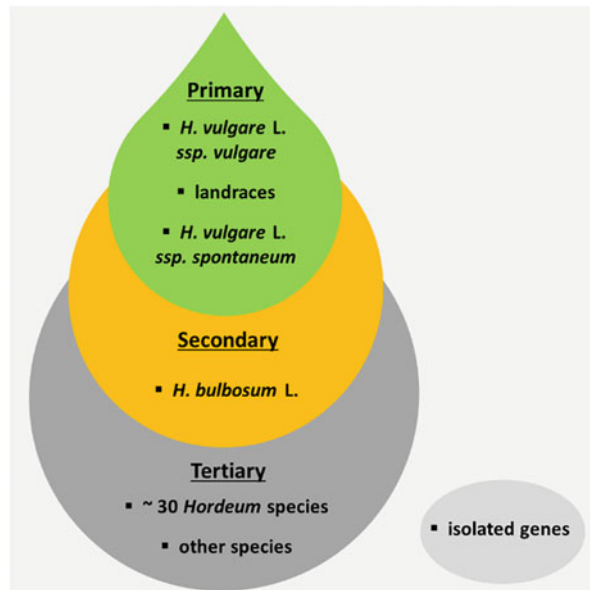 Primary
▪ H. vulgare L.
ssp. vulgare
▪ landraces
▪ H. vulgare L.
ssp. spontaneum
Secondary
▪ H. bulbosum L.
Tertiary
▪ ~ 30 Hordeum species
▪ other species
▪ isolated genes